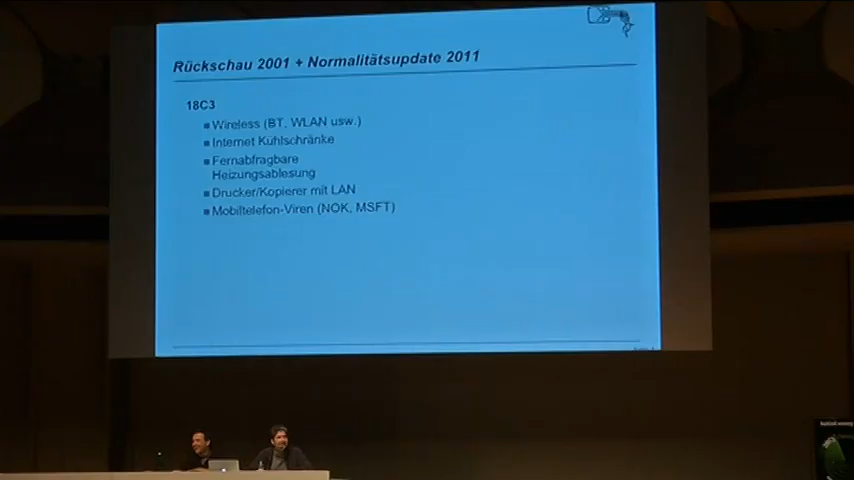 Rückschau 2001 + Normalitätsupdate 2011
18C3
Wireless (BT, WLAN usw.)
Internet Kühlschränke
Fernabfragbare
Heizungsablesung
Drucker/Kopierer mit LAN
Mobiltelefon-Viren (NOK, MSFT)